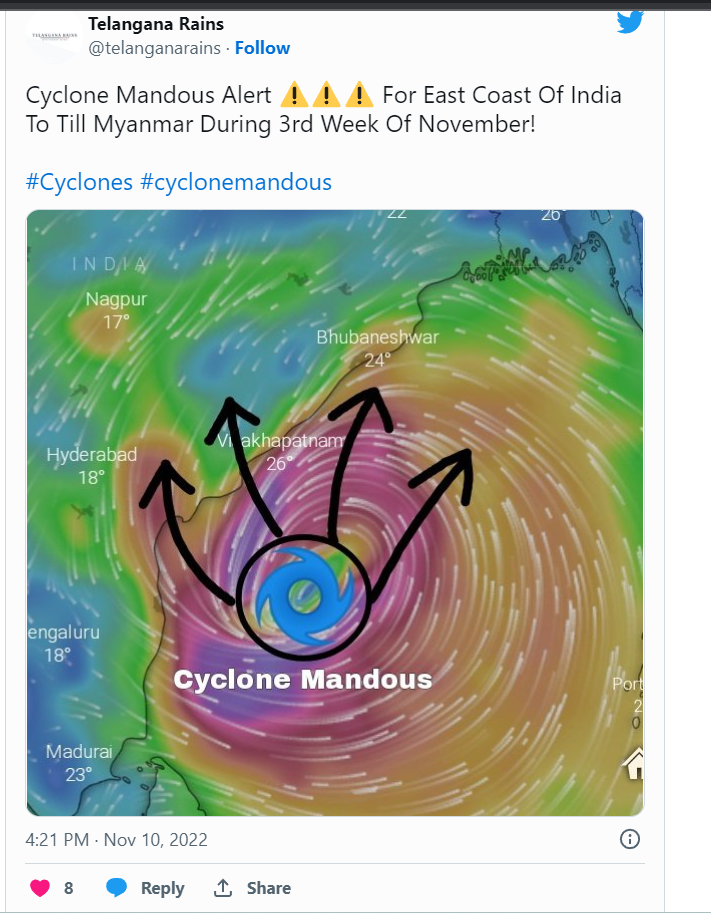 Telangana Rains
TELANGANA RAINS
@telanganarains · Follow
Cyclone Mandous Alert ⚠️⚠️⚠️ For East Coast Of India
To Till Myanmar During 3rd Week Of November!
#Cyclones #cyclonemandous
22
26°
INDIA
Nagpur
17°
Bhubaneshwar
24°
Hyderabad
18°
26°
engaluru
18°
Cyclone Mandous
Port
2
Madurai
23°
4:21 PM · Nov 10, 2022
8
Reply
Share